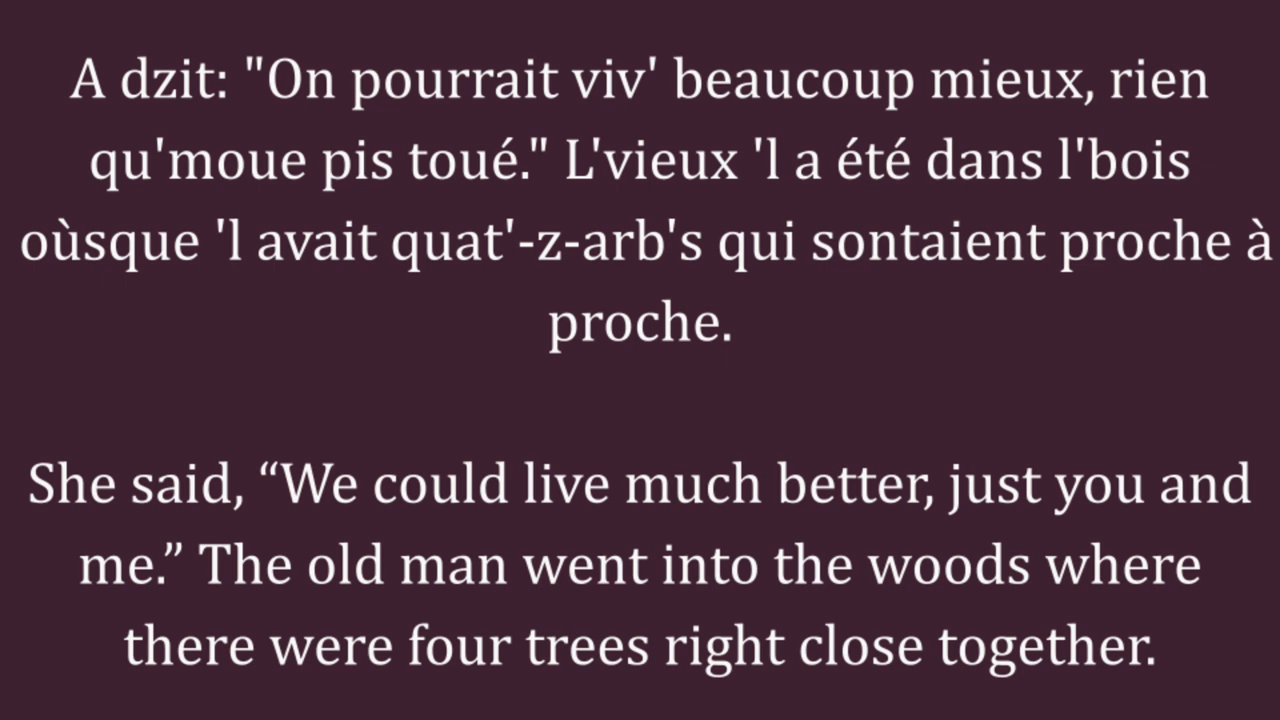 A dzit: "On pourrait viv' beaucoup mieux, rien
qu'moue pis toué." L'vieux 'l a été dans l'bois
oùsque 'l avait quat'-z-arb's qui sontaient proche à
proche.
She said, “We could live much better, just you and
me.” The old man went into the woods where
there were four trees right close together.